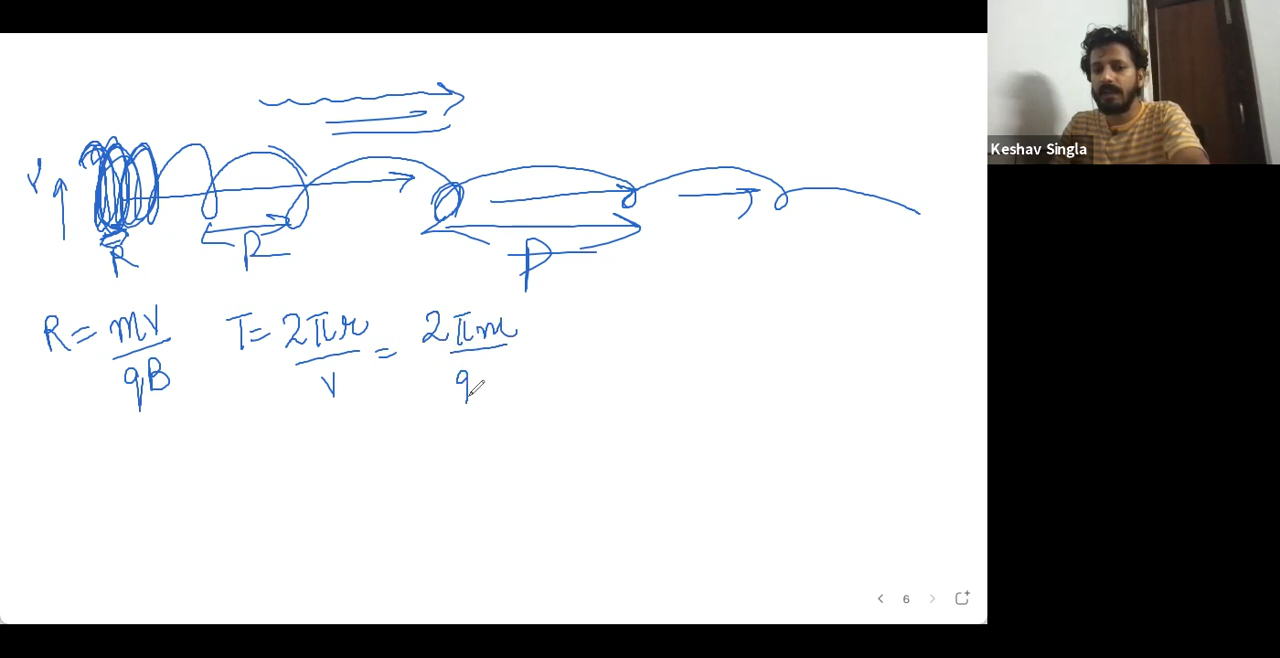 Keshav Singla
V
R
P
P
R = mV/qB T = 2πr/v = 2πm/q
6